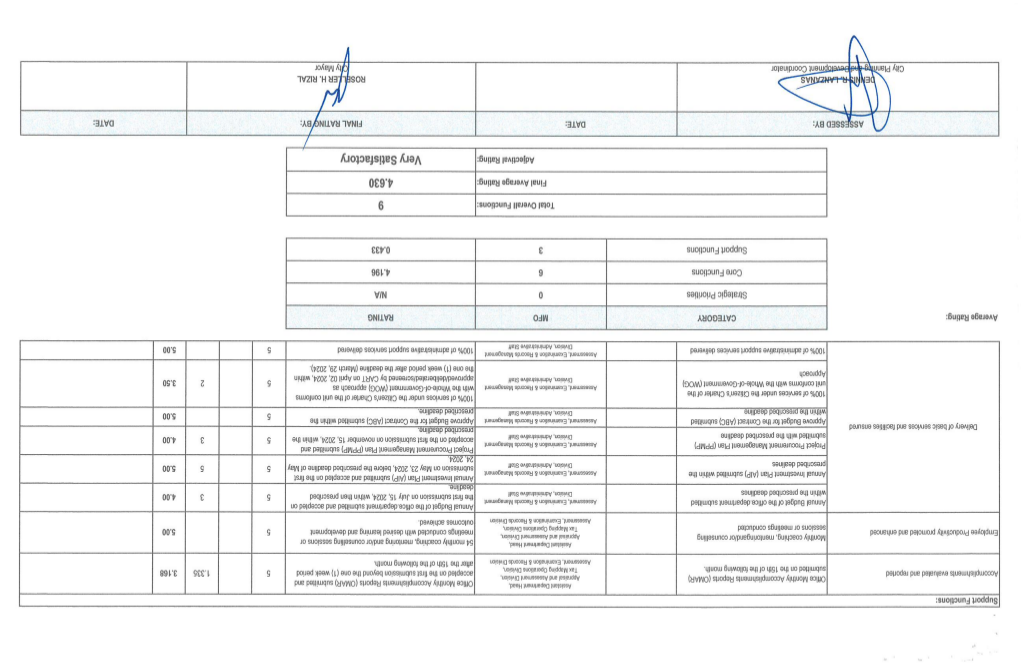 Support Functions:
Accomplishments evaluated and reported
Office Monthly Accomplishments Reports (OMAR)
submitted on the 15th of the following month.
Assistant Department Head,
Appraisal and Assessment Division,
Tax Mapping Operations Division,
Assessment, Examination & Records Division
Office Monthly Accomplishments Reports (OMAR) submitted and
accepted on the first submission beyond the one (1) week period
after the 15th of the following month.
5
1.335
3.168
Employee Productivity promoted and enhanced
Monthly coaching, mentoringand/or counseling
sessions or meetings conducted
Assistant Department Head,
Appraisal and Assessment Division,
Tax Mapping Operations Division,
Assessment, Examination & Records Division
54 monthly coaching, mentoring and/or counselling sessions or
meetings conducted with desired learning and development
outcomes achieved.
5
5.00
Delivery of basic services and facilities ensured
Annual Budget of the office department submitted
within the prescribed deadlines
Assessment, Examination & Records Management
Division, Administrative Staff
Annual Budget of the office department submitted and accepted on
the first submission on July 15, 2024, within then prescribed
deadline.
5
3
4.00
Annual Investment Plan (AIP) submitted within the
prescribed deadlines
Assessment, Examination & Records Management
Division, Administrative Staff
Annual Investment Plan (AIP) submitted and accepted on the first
submission on May 23, 2024, before the prescribed deadline of May
24, 2024.
5
5
5.00
Project Procurement Management Plan (PPMP)
submitted with the prescribed deadline
Assessment, Examination & Records Management
Division, Administrative Staff
Project Procurement Management Plan (PPMP) submitted and
accepted on the first submission on november 15, 2024, within the
prescribed deadline.
5
3
4.00
Approve Budget for the Contract (ABC) submitted
within the prescribed deadline
Assessment, Examination & Records Management
Division, Administrative Staff
Approve Budget for the Contract (ABC) submitted within the
prescribed deadline.
5
5.00
100% of services under the Citizen's Charter of the
unit conforms with the Whole-of-Government (WOG)
Approach
Assessment, Examination & Records Management
Division, Administrative Staff
100% of services under the Citizen's Charter of the unit conforms
with the Whole-of-Government (WOG) approach as
approved/deliberated/screened by CART on April 02, 2024, within
the one (1) week period after the deadline (March 29, 2024).
5
2
3.50
100% of administrative support services delivered
Assessment, Examination & Records Management
Division, Administrative Staff
100% of administrative support services delivered
5
5.00
Average Rating:
CATEGORY
MFO
RATING
Strategic Priorities
0
N/A
Core Functions
6
4.196
Support Functions
3
0.433
Total Overall Functions:
9
Final Average Rating:
4.630
Adjectival Rating:
Very Satisfactory
ASSESSED BY:
DATE:
FINAL RATING BY:
DATE:
DENNIS R. LANZANAS
City Planning and Development Coordinator
ROSELLER H. RIZAL
City Mayor